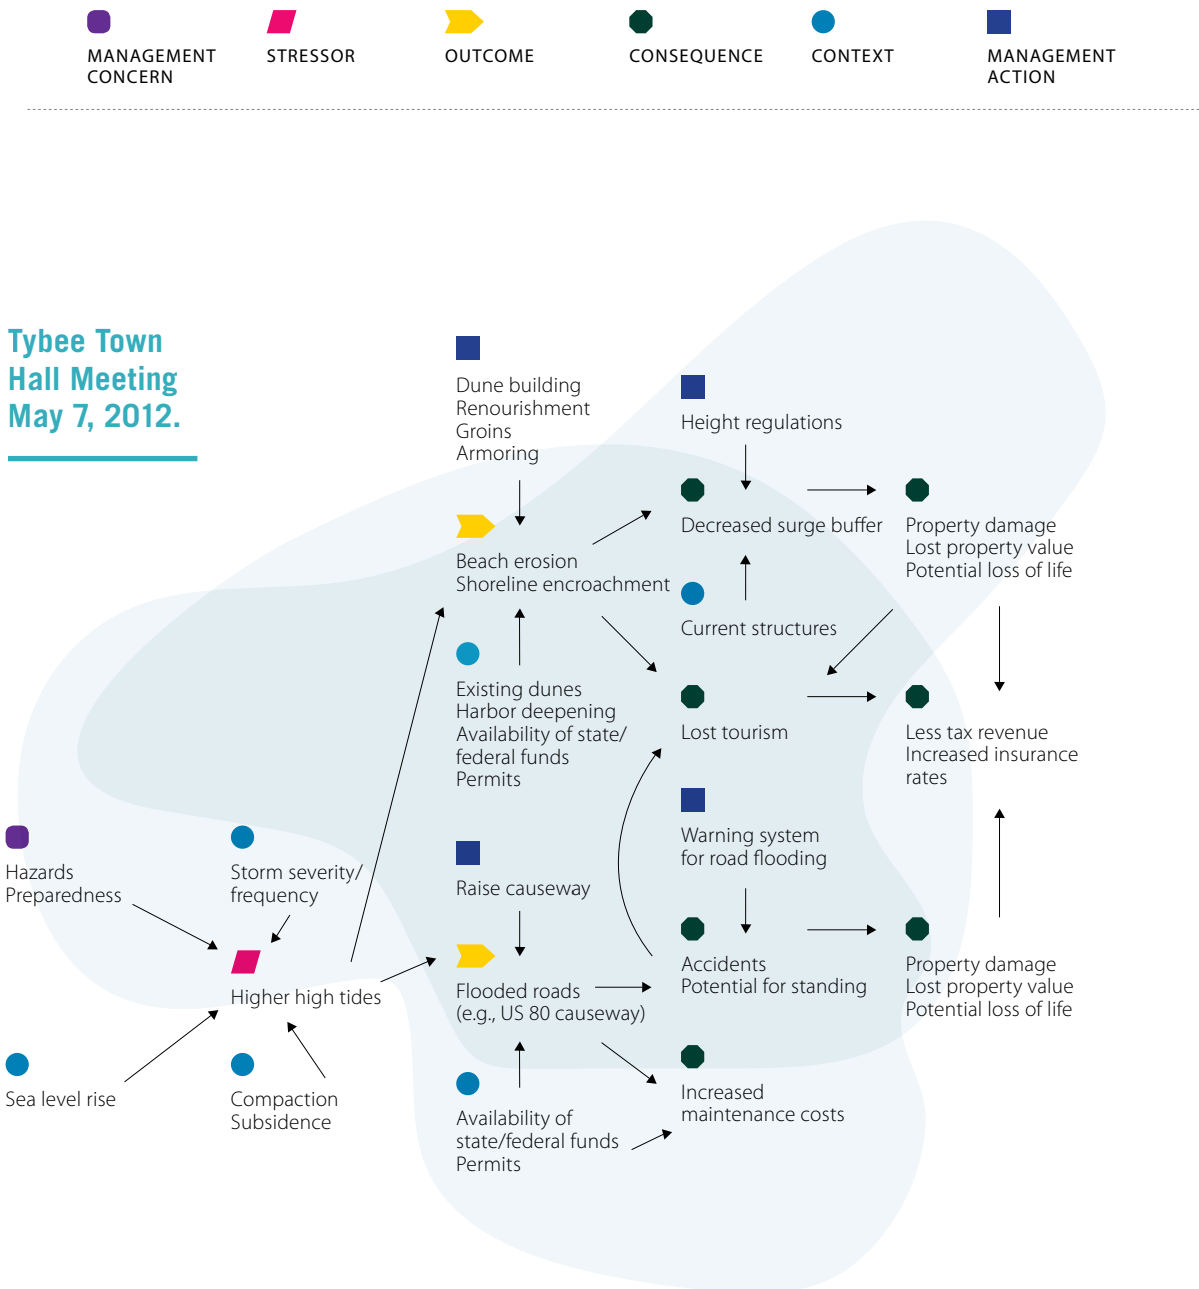 MANAGEMENT
CONCERN
STRESSOR
OUTCOME
CONSEQUENCE
CONTEXT
MANAGEMENT
ACTION
Tybee Town
Hall Meeting
May 7, 2012.
Dune building
Renourishment
Groins
Armoring
Height regulations
Beach erosion
Shoreline encroachment
Decreased surge buffer
Property damage
Lost property value
Potential loss of life
Current structures
Existing dunes
Harbor deepening
Availability of state/
federal funds
Permits
Lost tourism
Less tax revenue
Increased insurance
rates
Hazards
Preparedness
Storm severity/
frequency
Raise causeway
Warning system
for road flooding
Higher high tides
Flooded roads
(e.g., US 80 causeway)
Accidents
Potential for standing
Property damage
Lost property value
Potential loss of life
Sea level rise
Compaction
Subsidence
Availability of
state/federal funds
Permits
Increased
maintenance costs